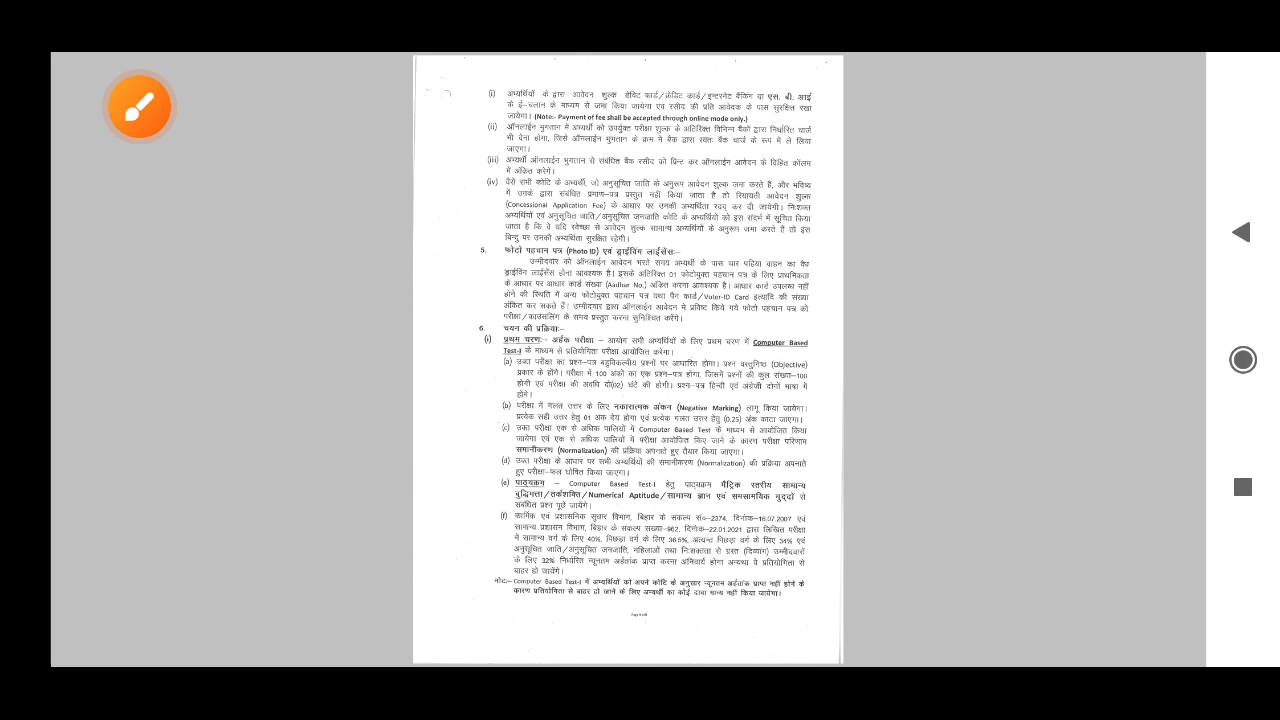 (i) अभ्यर्थियों के द्वारा आवेदन शुल्क डेविट कार्ड/क्रेडिट कार्ड/इन्टरनेट बैंकिंग या एस. बी. आई
के ई-चलान के माध्यम से जमा किया जायेगा एवं रसीद की प्रति आवेदक के पास सुरक्षित रखा
जायेगा। (Note:- Payment of fee shall be accepted through online mode only.)
(ii) ऑनलाईन भुगतान में अभ्यर्थी को उपर्युक्त परीक्षा शुल्क के अतिरिक्त विभिन्न बैंकों द्वारा निर्धारित चार्ज
भी देना होगा, जिसे ऑनलाईन भुगतान के क्रम में बैंक द्वारा स्वतः बैंक चार्ज के रूप में ले लिया
जाएगा।
(iii) अभ्यर्थी ऑनलाईन भुगतान से संबंधित बैंक रसीद को प्रिन्ट कर ऑनलाईन आवेदन के विहित कॉलम
में अंकित करेगें।
(iv) वैसे सभी कोटि के अभ्यर्थी, जो अनुसूचित जाति के अनुरूप आवेदन शुल्क जमा करते हैं, और भविष्य
में उनके द्वारा संबंधित प्रमाण-पत्र प्रस्तुत नहीं किया जाता है तो रियायती आवेदन शुल्क
(Concessional Application Fee) के आधार पर उनकी अभ्यर्थिता रदद् कर दी जायेगी। निःशक्त
अभ्यर्थियों एवं अनुसूचित जाति/अनुसूचित जनजाति कोटि के अभ्यर्थियों को इस संदर्भ में सूचित किया
जाता है कि वे यदि स्वेच्छा से आवेदन शुल्क सामान्य अभ्यर्थियों के अनुरूप जमा करते है तो इस
बिन्दु पर उनकी अभ्यर्थिता सुरक्षित रहेगी।
5. फोटो पहचान पत्र (Photo ID) एवं ड्राईविंग लाईसेंसः-
उम्मीदवार को ऑनलाईन आवेदन भरते समय अभ्यर्थी के पास चार पहिया वाहन का वैध
ड्राईविंग लाईसेंस होना आवश्यक है। इसके अतिरिक्त 01 फोटोयुक्त पहचान पत्र के लिए प्राथमिकता
के आधार पर आधार कार्ड संख्या (Aadhar No.) अंकित करना आवश्यक है। आधार कार्ड उपलब्ध नहीं
होने की स्थिति में अन्य फोटोयुक्त पहचान पत्र यथा पैन कार्ड/Voter-ID Card इत्यादि की संख्या
अंकित कर सकते हैं। उम्मीदवार द्वारा ऑनलाईन आवेदन में प्रविष्ट किये गये फोटो पहचान पत्र को
परीक्षा/काउंसलिंग के समय प्रस्तुत करना सुनिश्चित करेंगे।
6. चयन की प्रक्रियाः-
(i) प्रथम चरणः- अर्हक परीक्षा – आयोग सभी अभ्यर्थियों के लिए प्रथम चरण में Computer Based
Test-I के माध्यम से प्रतियोगिता परीक्षा आयोजित करेगा।
(a) उक्त परीक्षा का प्रश्न-पत्र बहुविकल्पीय प्रश्नों पर आधारित होगा। प्रश्न वस्तुनिष्ठ (Objective)
प्रकार के होंगे। परीक्षा में 100 अंकों का एक प्रश्न-पत्र होगा, जिसमें प्रश्नों की कुल संख्या-100
होगी एवं परीक्षा की अवधि दो(02) घंटे की होगी। प्रश्न-पत्र हिन्दी एवं अंग्रेजी दोनों भाषा में
होंगे।
(b) परीक्षा में गलत उत्तर के लिए नकारात्मक अंकन (Negative Marking) लागू किया जायेगा।
प्रत्येक सही उत्तर हेतु 01 अंक देय होगा एवं प्रत्येक गलत उत्तर हेतु (0.25) अंक काटा जाएगा।
(c) उक्त परीक्षा एक से अधिक पालियों में Computer Based Test के माध्यम से आयोजित किया
जायेगा एवं एक से अधिक पालियों में परीक्षा आयोजित किए जाने के कारण परीक्षा परिणाम
समानीकरण (Normalization) की प्रक्रिया अपनाते हुए तैयार किया जाएगा।
(d) उक्त परीक्षा के आधार पर सभी अभ्यर्थियों की समानीकरण (Normalization) की प्रक्रिया अपनाते
हुए परीक्षा-फल घोषित किया जाएगा।
(e) पाठ्यक्रम – Computer Based Test-I हेतु पाठ्यक्रम मैट्रिक स्तरीय सामान्य
बुद्धिमत्ता/तर्कशक्ति/Numerical Aptitude/सामान्य ज्ञान एवं समसामयिक मुद्दों से
संबंधित प्रश्न पूछे जायेंगे।
(f) कार्मिक एवं प्रशासनिक सुधार विभाग, बिहार के संकल्प सं०-2374, दिनांक-16.07.2007 एवं
सामान्य प्रशासन विभाग, बिहार के संकल्प संख्या-962, दिनांक-22.01.2021 द्वारा लिखित परीक्षा
में सामान्य वर्ग के लिए 40%, पिछड़ा वर्ग के लिए 36.5%, अत्यन्त पिछड़ा वर्ग के लिए 34% एवं
अनुसूचित जाति/अनुसूचित जनजाति, महिलाओं तथा निःशक्तता से ग्रस्त (दिव्यांग) उम्मीदवारों
के लिए 32% निर्धारित न्यूनतम अर्हतांक प्राप्त करना अनिवार्य होगा अन्यथा वे प्रतियोगिता से
बाहर हो जायेंगे।
नोटः- Computer Based Test-I में अभ्यर्थियों को अपने कोटि के अनुसार न्यूनतम अर्हतांक प्राप्त नहीं होने के
कारण प्रतियोगिता से बाहर हो जाने के लिए अभ्यर्थी का कोई दावा मान्य नहीं किया जायेगा।